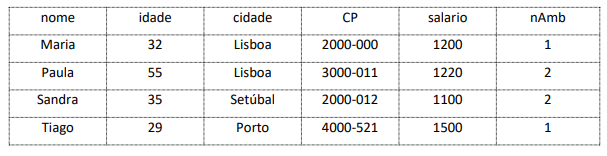 nome idade cidade CP salario nAmb
Maria 32 Lisboa 2000-000 1200 1
Paula 55 Lisboa 3000-011 1220 2
Sandra 35 Setúbal 2000-012 1100 2
Tiago 29 Porto 4000-521 1500 1